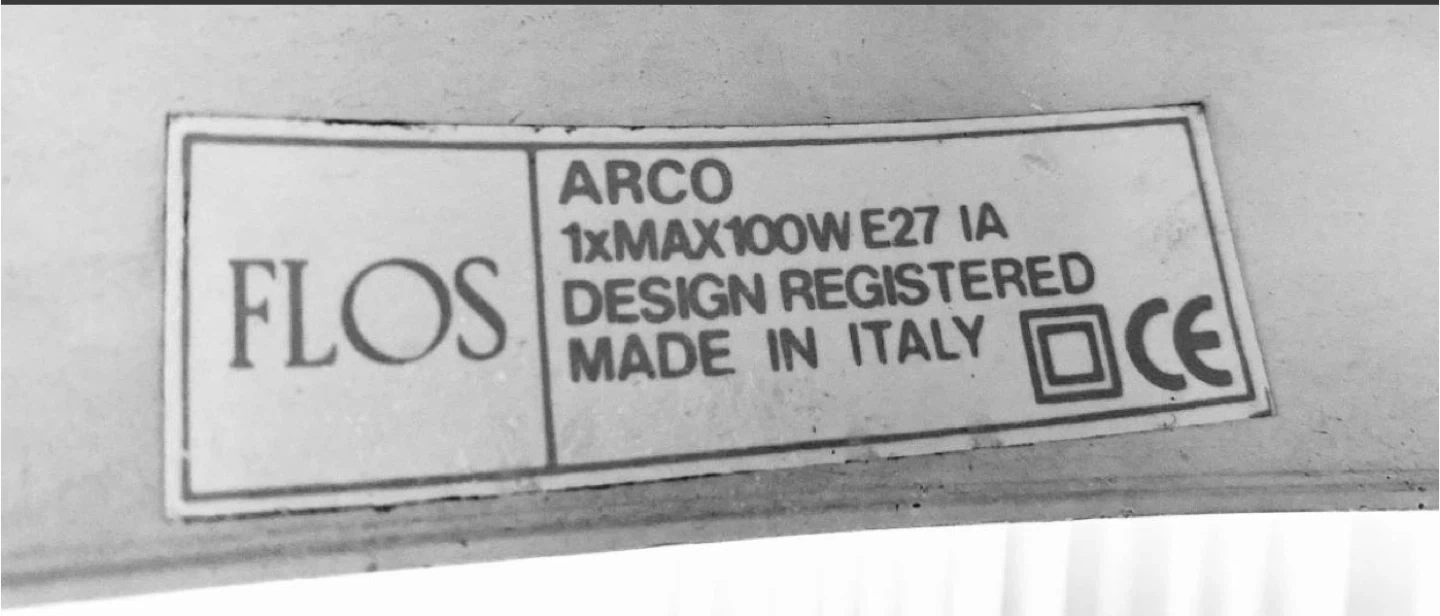 FLOS
ARCO
1xMAX100W E27 IA
DESIGN REGISTERED
MADE IN ITALY
CE